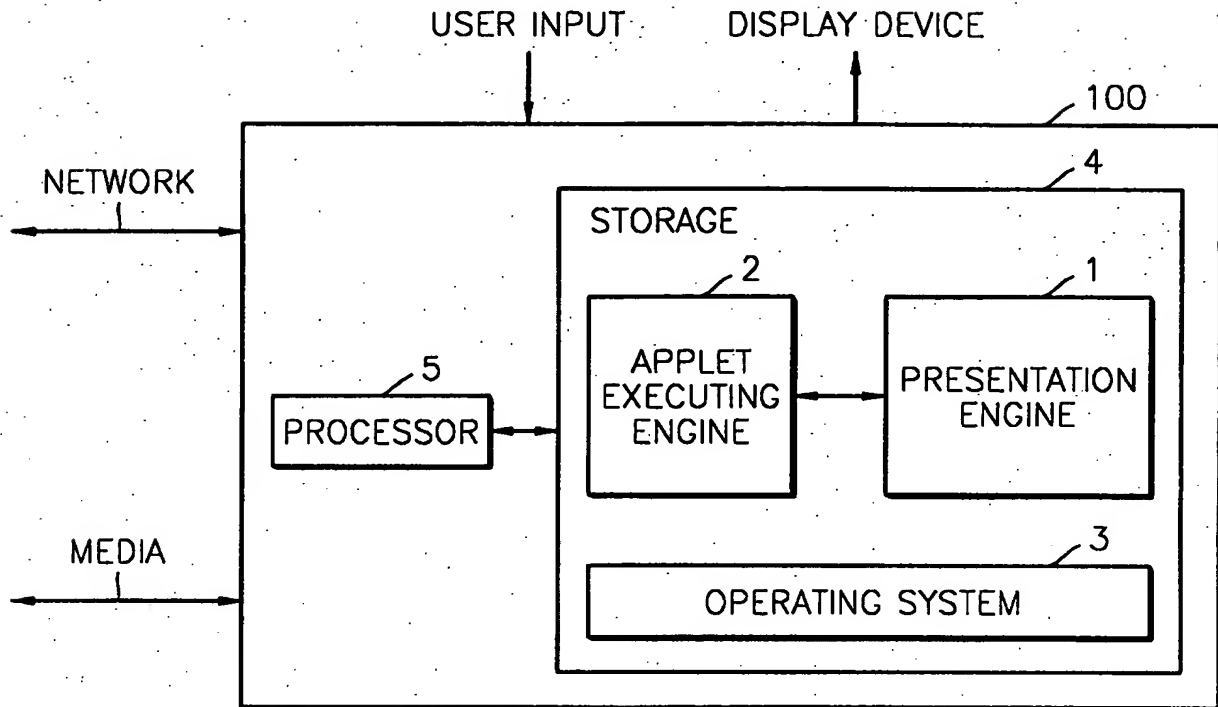 USER INPUT
DISPLAY DEVICE
100
NETWORK
4
STORAGE
2
1
APPLET
EXECUTING
ENGINE
PRESENTATION
ENGINE
5
PROCESSOR
MEDIA
3
OPERATING SYSTEM